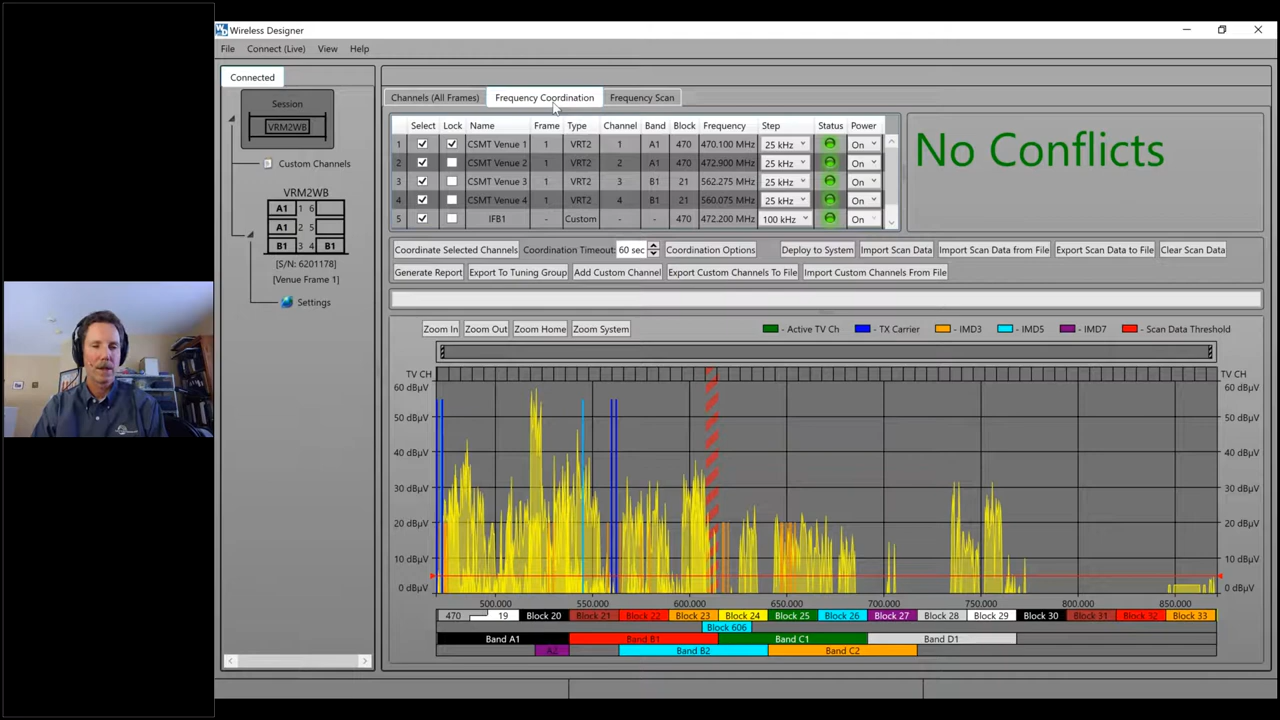 Wireless Designer
File Connect (Live) View Help
Connected
Session
VRM2WB
Custom Channels
VRM2WB
A1 1 6
A1 2 5
B1 3 4 B1
[S/N: 6201178]
[Venue Frame 1]
Settings
Channels (All Frames) Frequency Coordination Frequency Scan
Select Lock Name Frame Type Channel Band Block Frequency Step Status Power
1 CSMT Venue 1 1 VRT2 1 A1 470 470.100 MHz 25 kHz On
2 CSMT Venue 2 1 VRT2 2 A1 470 472.900 MHz 25 kHz On
3 CSMT Venue 3 1 VRT2 3 B1 21 562.275 MHz 25 kHz On
4 CSMT Venue 4 1 VRT2 4 B1 21 560.075 MHz 25 kHz On
5 IFB1 - Custom - - 470 472.200 MHz 100 kHz On
No Conflicts
Coordinate Selected Channels Coordination Timeout: 60 sec Coordination Options Deploy to System Import Scan Data Import Scan Data from File Export Scan Data to File Clear Scan Data
Generate Report Export To Tuning Group Add Custom Channel Export Custom Channels To File Import Custom Channels From File
Zoom In Zoom Out Zoom Home Zoom System - Active TV Ch - TX Carrier - IMD3 - IMD5 - IMD7 - Scan Data Threshold
TV CH TV CH
60 dBµV 60 dBµV
50 dBµV 50 dBµV
40 dBµV 40 dBµV
30 dBµV 30 dBµV
20 dBµV 20 dBµV
10 dBµV 10 dBµV
0 dBµV 0 dBµV
500.000 550.000 600.000 650.000 700.000 750.000 800.000 850.000
470 19 Block 20 Block 21 Block 22 Block 23 Block 24 Block 25 Block 26 Block 27 Block 28 Block 29 Block 30 Block 31 Block 32 Block 33
Block 606
Band A1 Band B1 Band C1 Band D1
A2 Band B2 Band C2